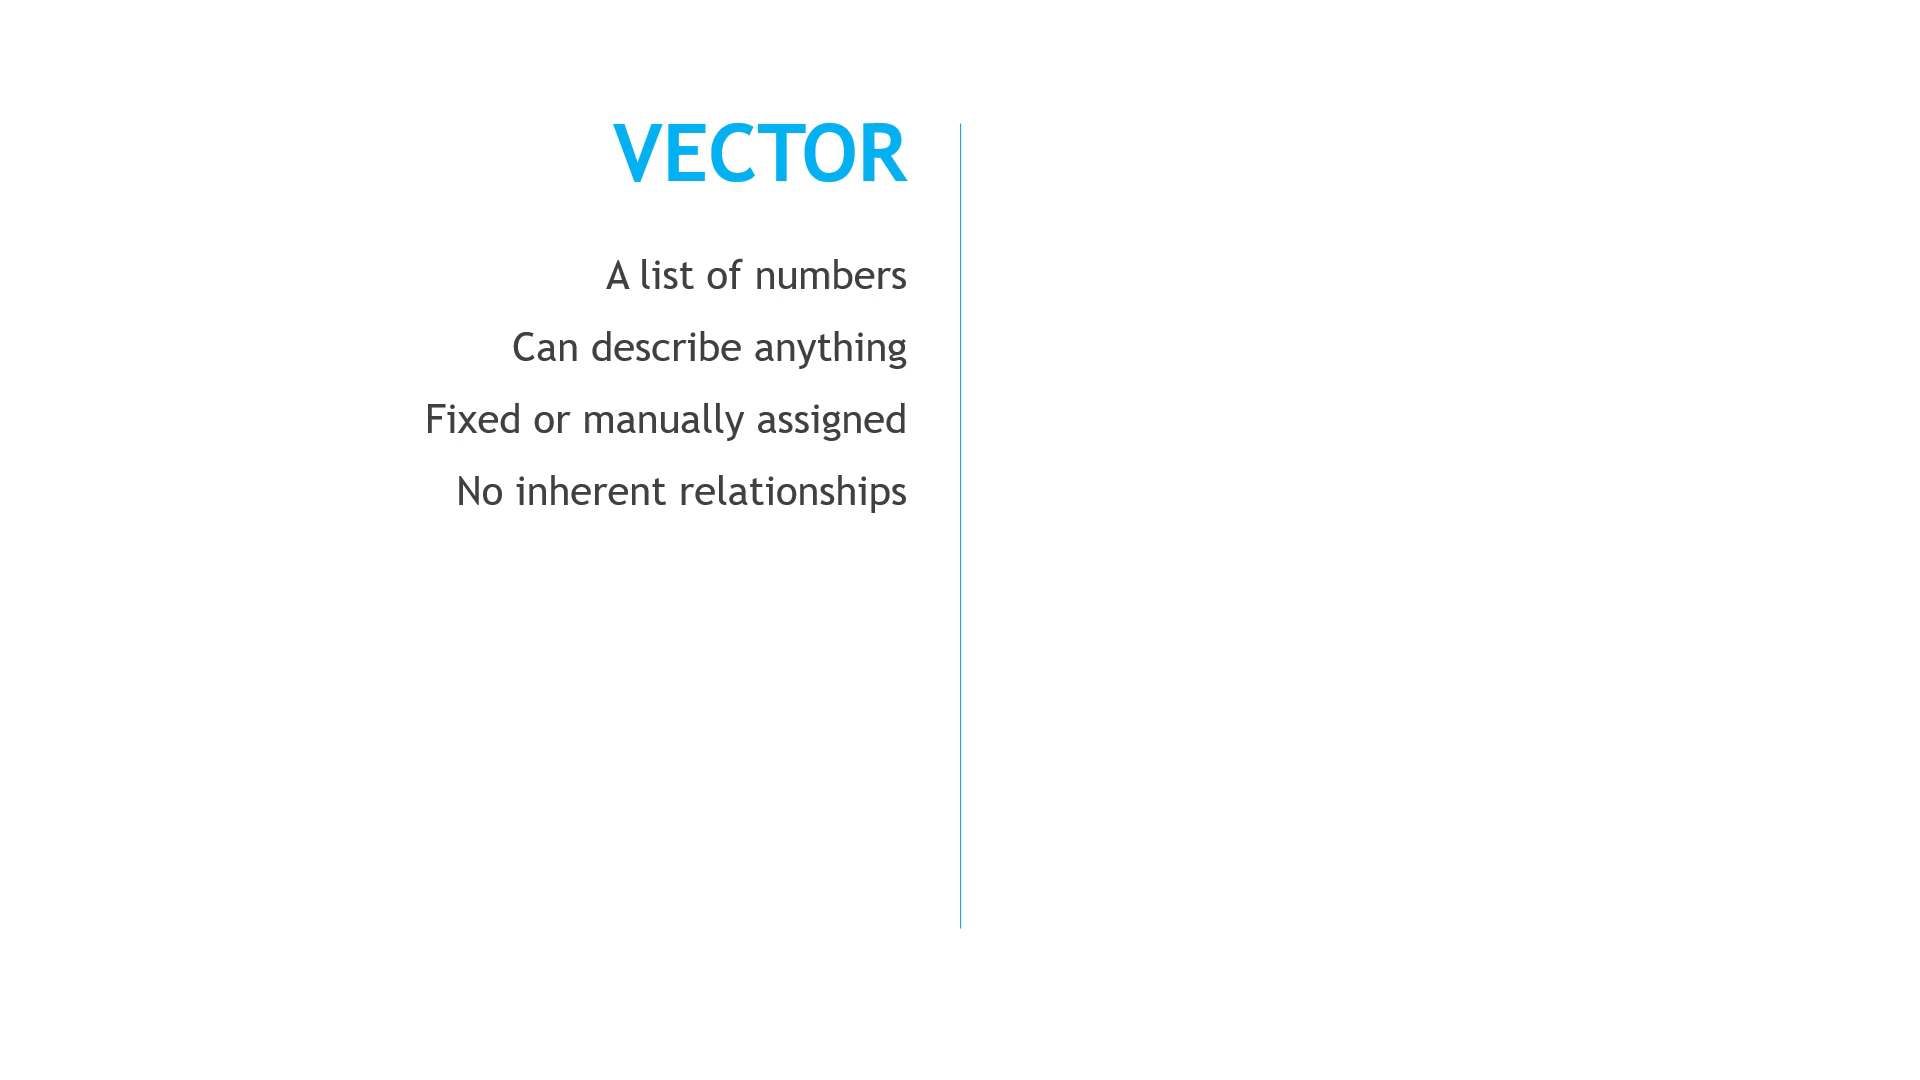 VECTOR
A list of numbers
Can describe anything
Fixed or manually assigned
No inherent relationships